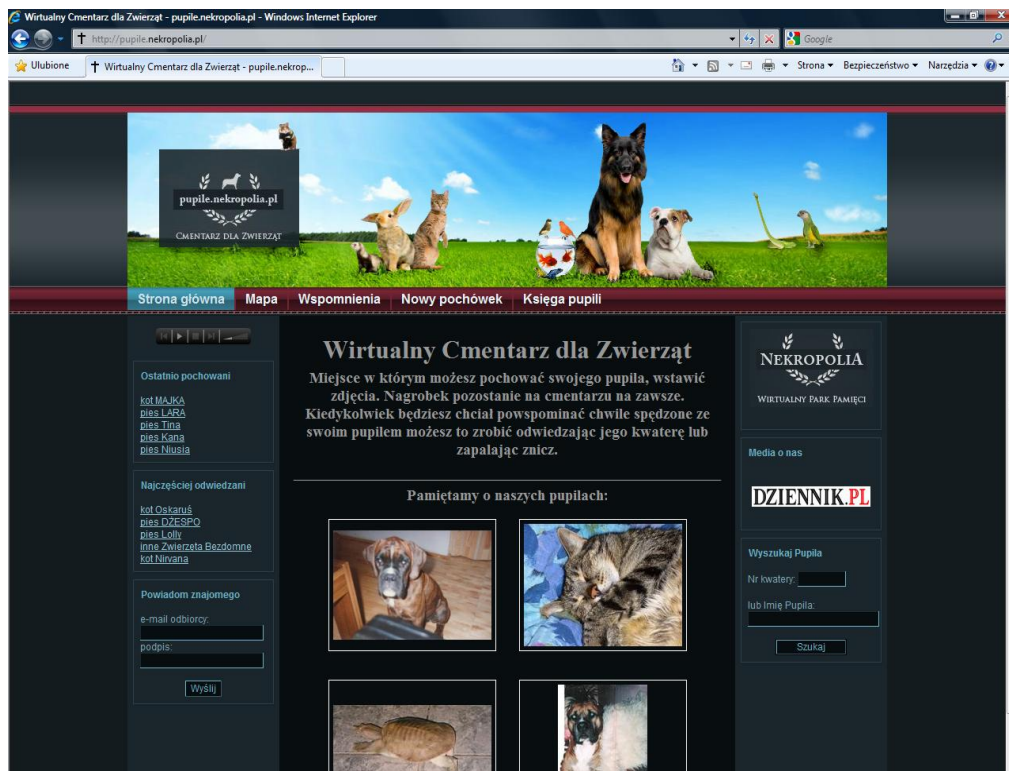 Wirtualny Cmentarz dla Zwierząt - pupile.nekropolia.pl - Windows Internet Explorer
http://pupile.nekropolia.pl/
Google
Ulubione
Wirtualny Cmentarz dla Zwierząt - pupile.nekrop...
Strona
Bezpieczeństwo
Narzędzia
pupile.nekropolia.pl
Cmentarz dla Zwierząt
Strona główna
Mapa
Wspomnienia
Nowy pochówek
Księga pupili
Ostatnio pochowani
kot MAJKA
pies LARA
pies Tina
pies Kana
pies Niusia
Najczęściej odwiedzani
kot Oskaruś
pies DŻESPO
pies Lolly
inne Zwierzęta Bezdomne
kot Nirvana
Powiadom znajomego
e-mail odbiorcy:
podpis:
Wyślij
Wirtualny Cmentarz dla Zwierząt
Miejsce w którym możesz pochować swojego pupila, wstawić
zdjęcia. Nagrobek pozostanie na cmentarzu na zawsze.
Kiedykolwiek będziesz chciał powspominać chwile spędzone ze
swoim pupilem możesz to zrobić odwiedzając jego kwaterę lub
zapalając znicz.
Pamiętamy o naszych pupilach:
Nekropolia
Wirtualny Park Pamięci
Media o nas
DZIENNIK.PL
Wyszukaj Pupila
Nr kwatery:
lub Imię Pupila:
Szukaj